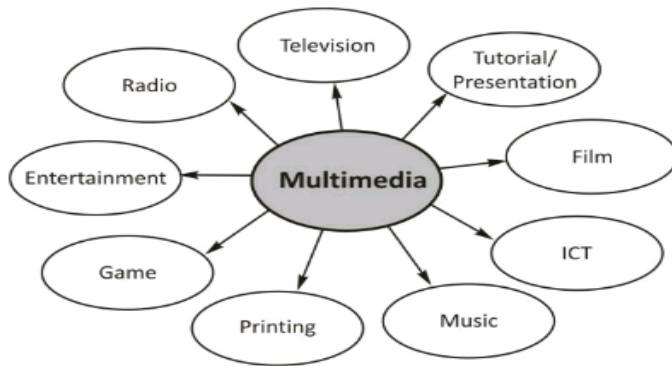 Television
Tutorial/
Presentation
Radio
Film
Entertainment
Multimedia
ICT
Game
Music
Printing